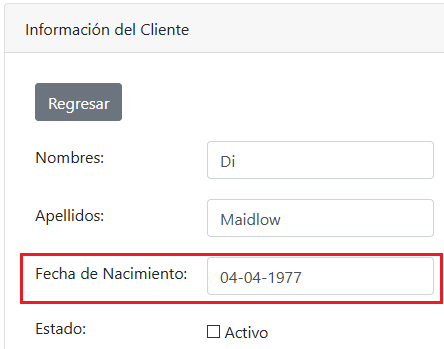 Información del Cliente
Regresar
Nombres: Di
Apellidos: Maidlow
Fecha de Nacimiento: 04-04-1977
Estado: Activo